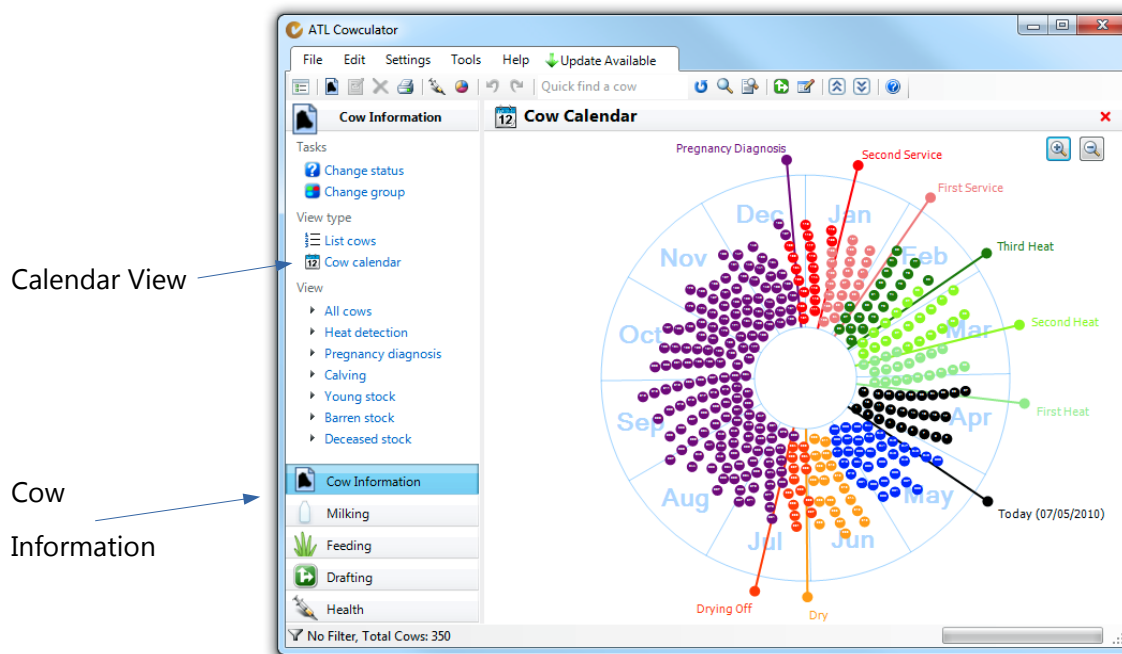 ATL Cowculator
File Edit Settings Tools Help Update Available
Quick find a cow
Cow Information
12 Cow Calendar
Tasks
Change status
Change group
View type
List cows
12 Cow calendar
View
All cows
Heat detection
Pregnancy diagnosis
Calving
Young stock
Barren stock
Deceased stock
Cow Information
Milking
Feeding
Drafting
Health
No Filter, Total Cows: 350
Calendar View
Cow
Information
Pregnancy Diagnosis
Second Service
First Service
Third Heat
Second Heat
First Heat
Today (07/05/2010)
Dry
Drying Off
Jan
Feb
Mar
Apr
May
Jun
Jul
Aug
Sep
Oct
Nov
Dec